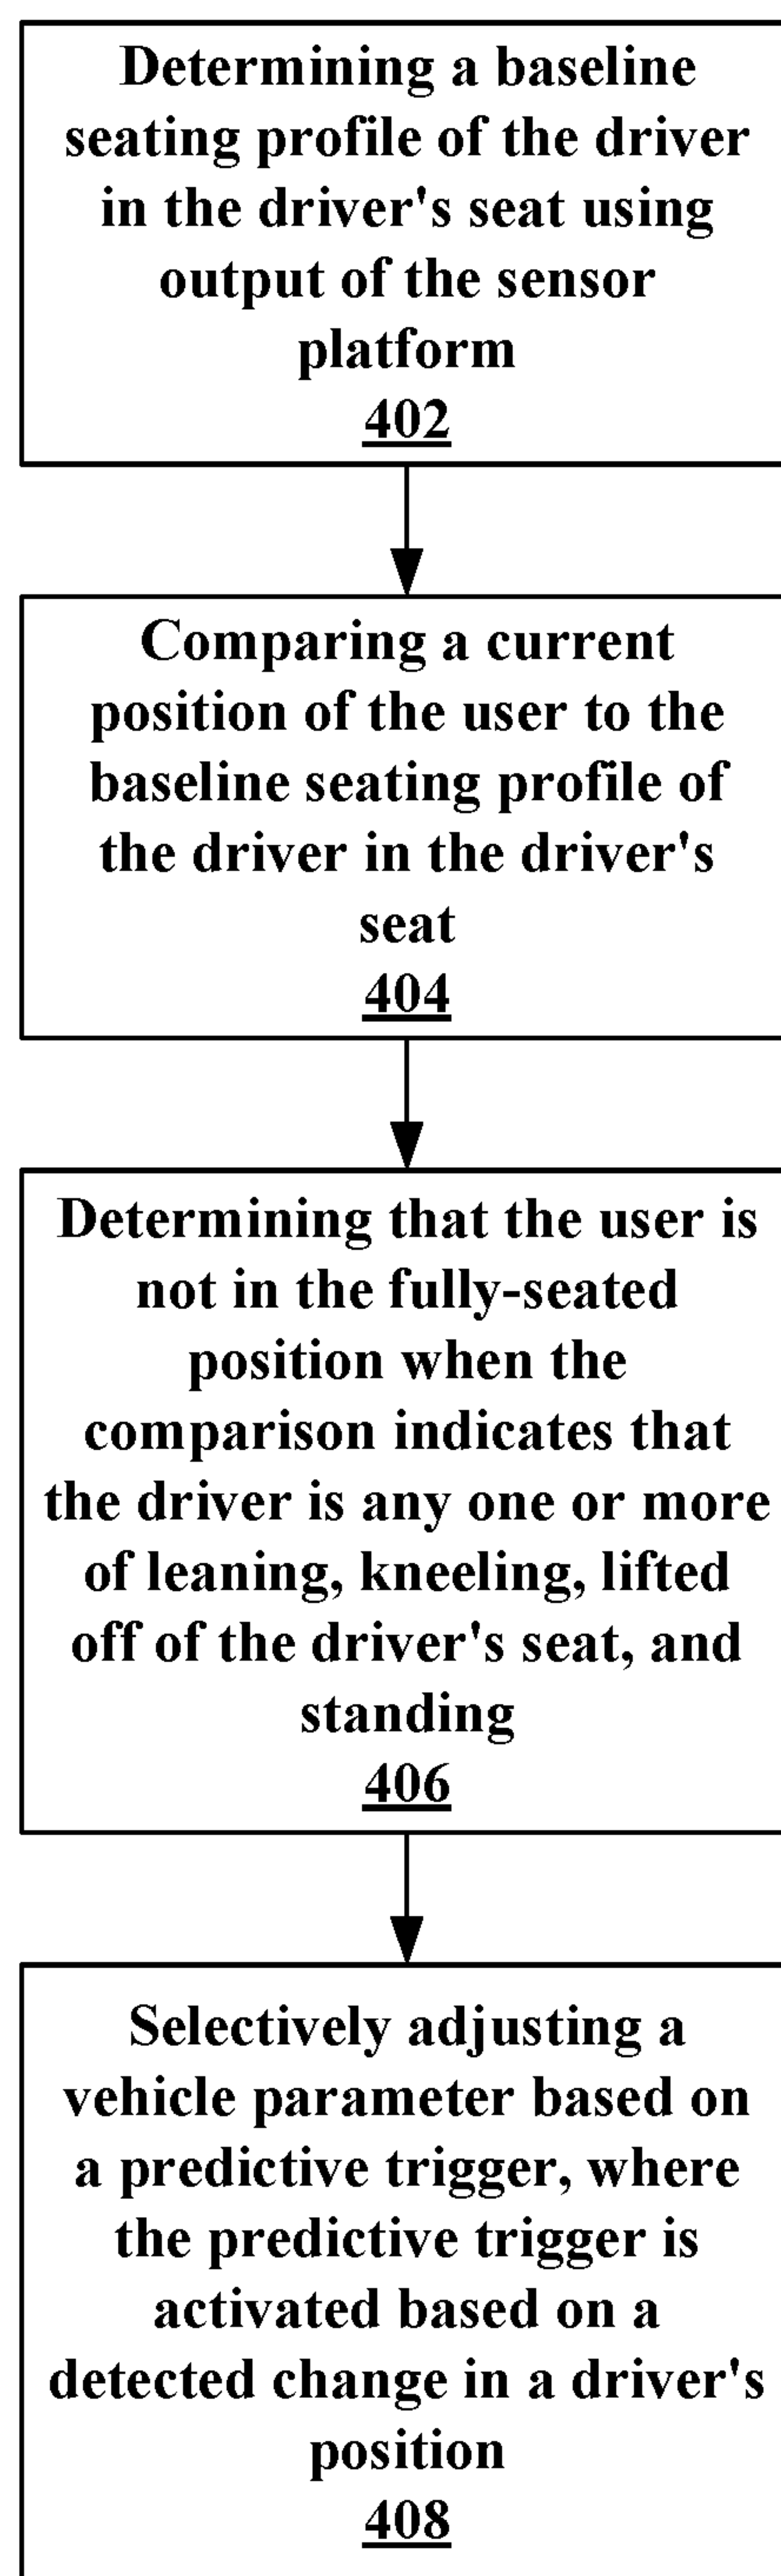 Determining a baseline
seating profile of the driver
in the driver's seat using
output of the sensor
platform
402
Comparing a current
position of the user to the
baseline seating profile of
the driver in the driver's
seat
404
Determining that the user is
not in the fully-seated
position when the
comparison indicates that
the driver is any one or more
of leaning, kneeling, lifted
off of the driver's seat, and
standing
406
Selectively adjusting a
vehicle parameter based on
a predictive trigger, where
the predictive trigger is
activated based on a
detected change in a driver's
position
408